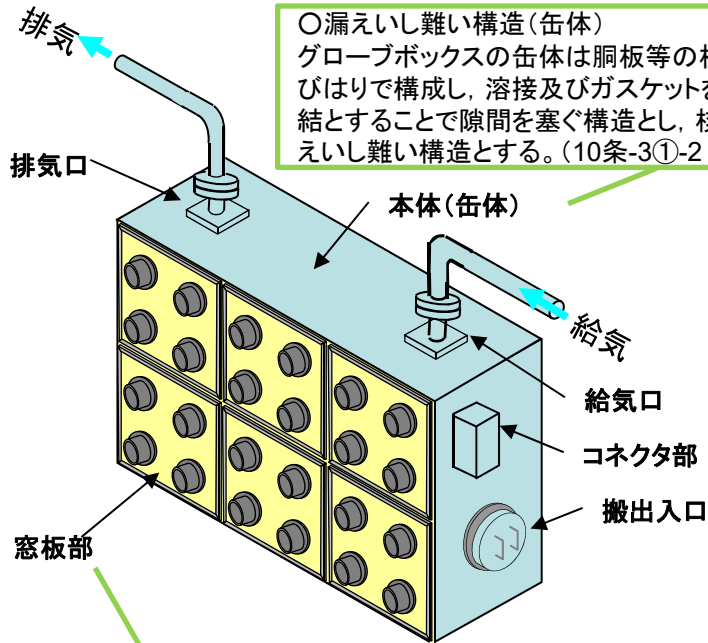 ○漏えいし難い構造(缶体)
グローブボックスの缶体は胴板等の
びはりで構成し，溶接及びガスケット
結とすることで隙間を塞ぐ構造とし，
えいし難い構造とする。(10条-3①-2
排気
排気口
本体(缶体)
給気
給気口
コネクタ部
搬出入口
窓板部